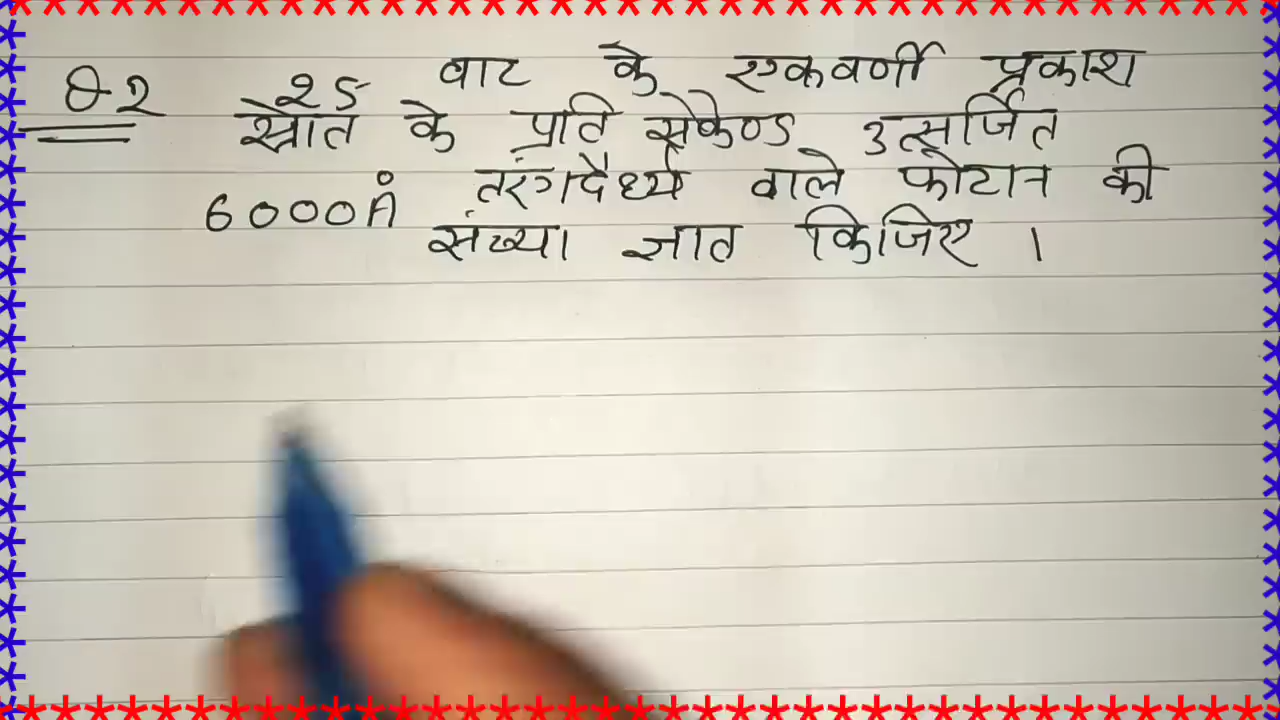 Q2 25 वाट के एकवर्णी प्रकाश
स्रोत के प्रति सेकेण्ड उत्सर्जित
6000Å तरंगदैर्ध्य वाले फोटान की
संख्या ज्ञात किजिए ।